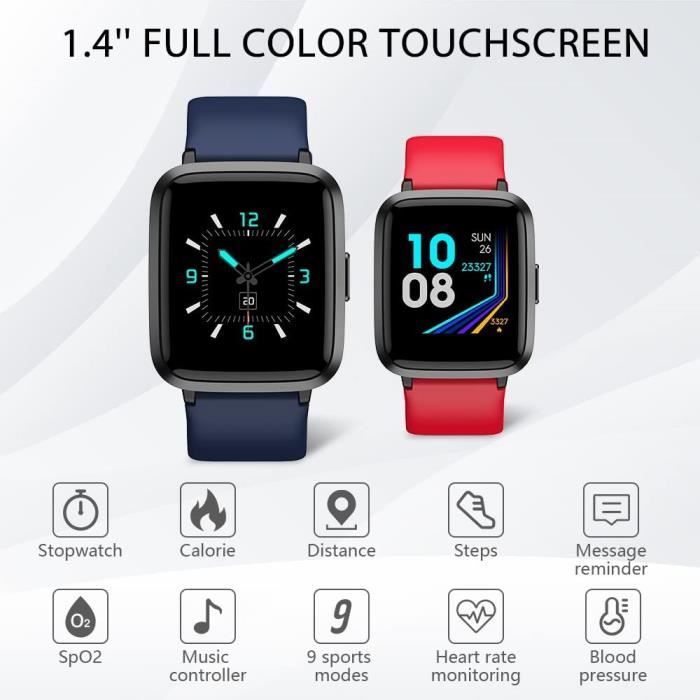 1.4'' FULL COLOR TOUCHSCREEN
12
9
3
20
6
10
08
SUN
26
23327
3327
Stopwatch
Calorie
Distance
Steps
Message
reminder
O2
SpO2
Music
controller
9
9 sports
modes
Heart rate
monitoring
Blood
pressure